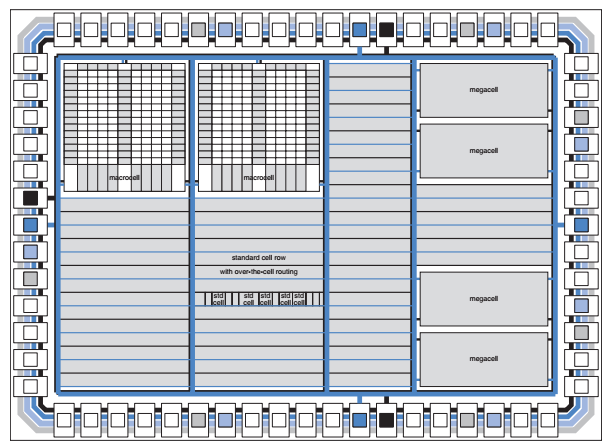 megacell
megacell
macrocell
macrocell
standard cell row
with over-the-cell routing
std std std std std
cell cell cell cell cell
megacell
megacell